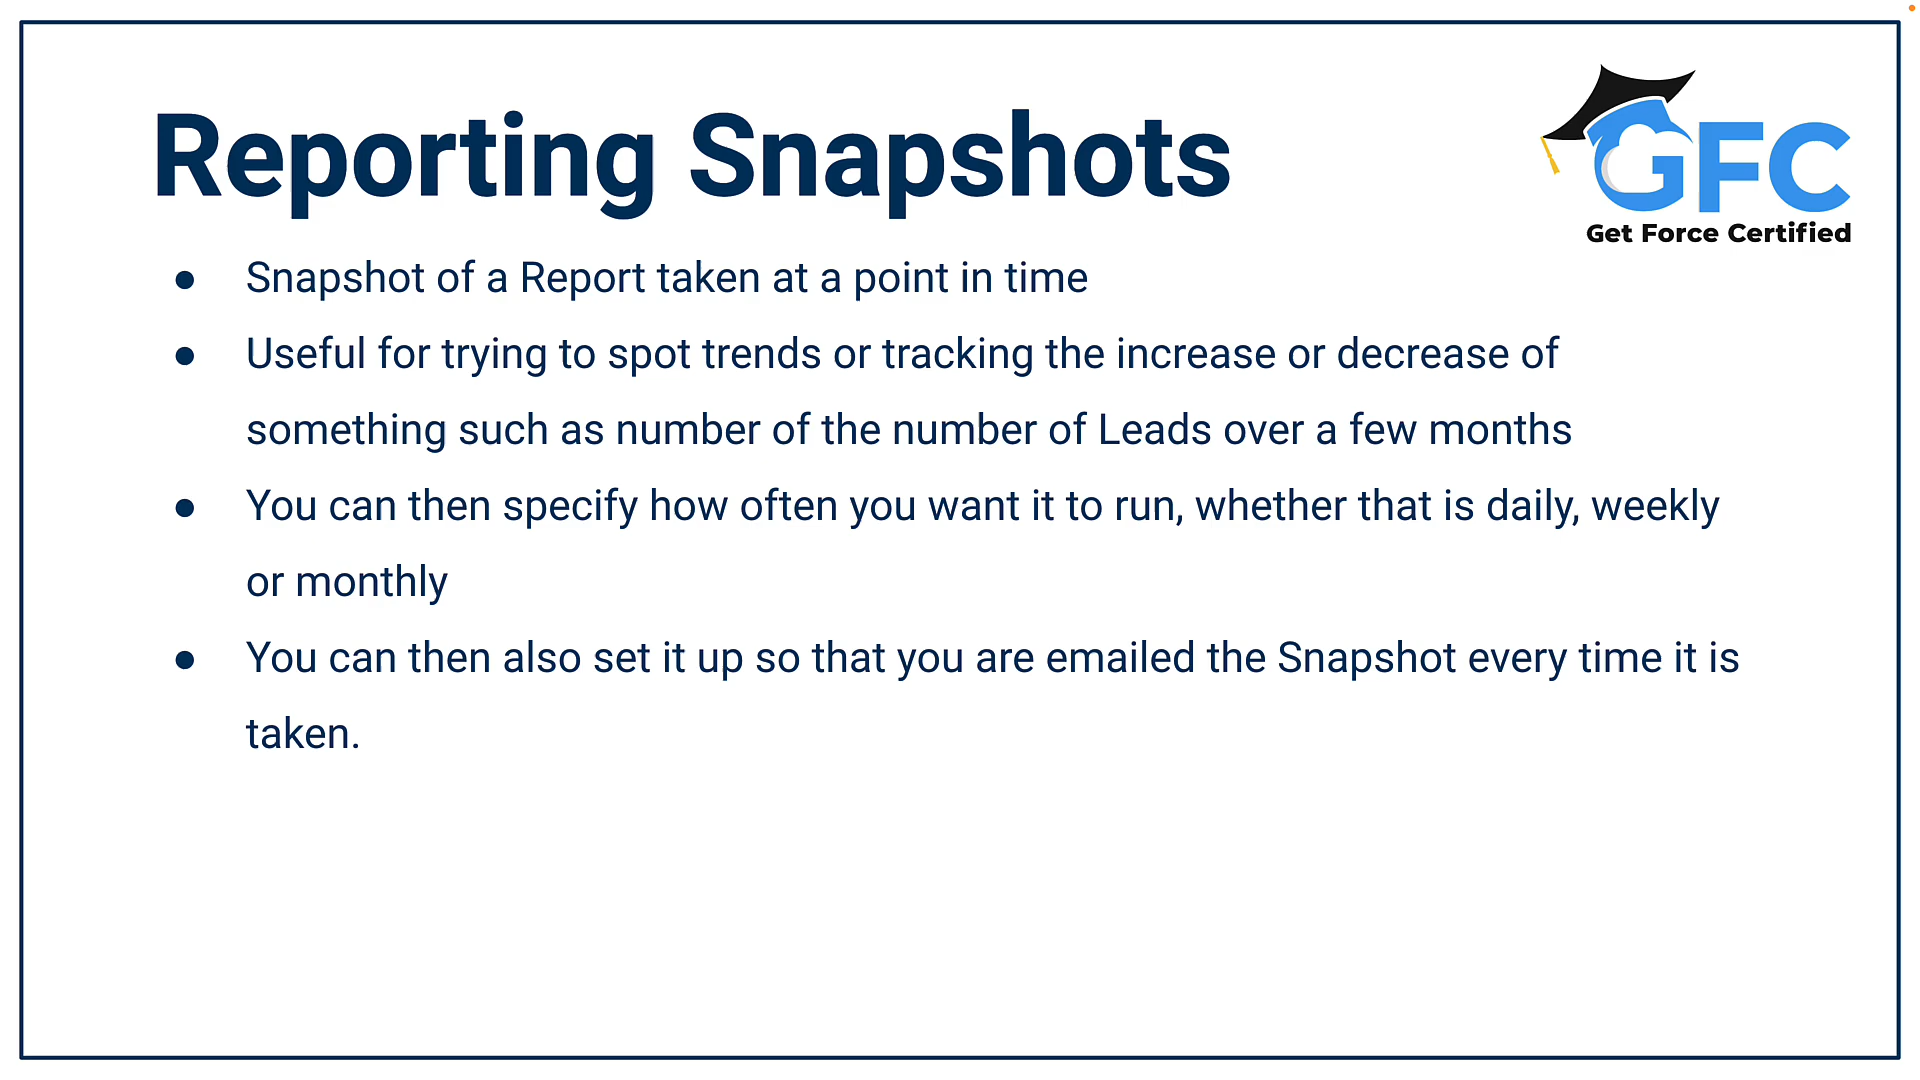 Reporting Snapshots
GFC
Get Force Certified
● Snapshot of a Report taken at a point in time
● Useful for trying to spot trends or tracking the increase or decrease of
something such as number of the number of Leads over a few months
● You can then specify how often you want it to run, whether that is daily, weekly
or monthly
● You can then also set it up so that you are emailed the Snapshot every time it is
taken.